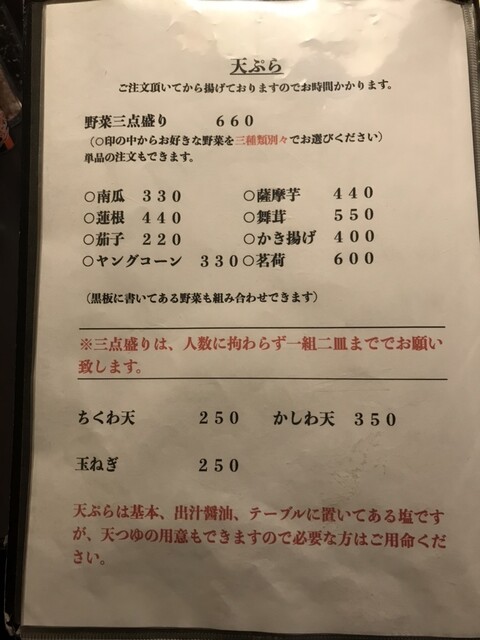 天ぷら
ご注文頂いてから揚げておりますのでお時間かかります。
野菜三点盛り　６６０
（○印の中からお好きな野菜を三種類別々でお選びください）
単品の注文もできます。
○南瓜　３３０　○薩摩芋　４４０
○蓮根　４４０　○舞茸　５５０
○茄子　２２０　○かき揚げ　４００
○ヤングコーン　３３０○茗荷　６００
（黒板に書いてある野菜も組み合わせできます）
※三点盛りは、人数に拘わらず一組二皿まででお願い
致します。
ちくわ天　２５０　かしわ天　３５０
玉ねぎ　２５０
天ぷらは基本、出汁醤油、テーブルに置いてある塩です
が、天つゆの用意もできますので必要な方はご用命くだ
さい。